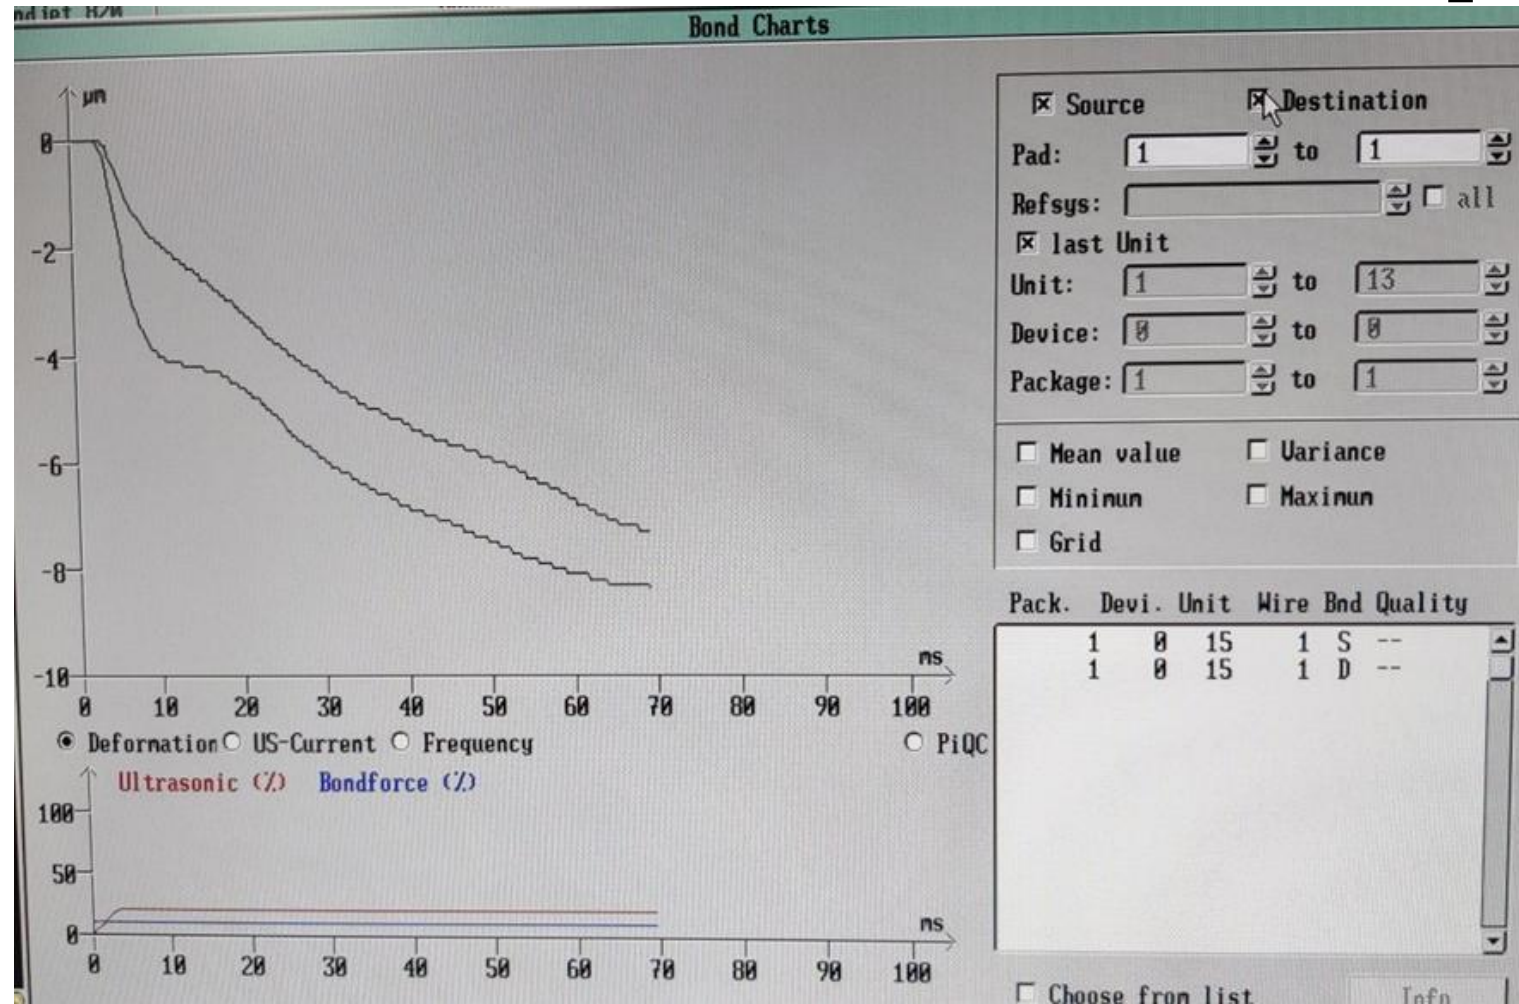 Bond Charts
µm
0
-2
-4
-6
-8
-10
ms
0 10 20 30 40 50 60 70 80 90 100
Deformation US-Current Frequency PiQC
Ultrasonic (%) Bondforce (%)
100
50
0
ms
0 10 20 30 40 50 60 70 80 90 100
Source Destination
Pad: 1 to 1
Refsys: all
last Unit
Unit: 1 to 13
Device: 0 to 0
Package: 1 to 1
Mean value Variance
Minimum Maximum
Grid
Pack. Devi. Unit Wire Bnd Quality
1 0 15 1 S --
1 0 15 1 D --
Choose from list Info